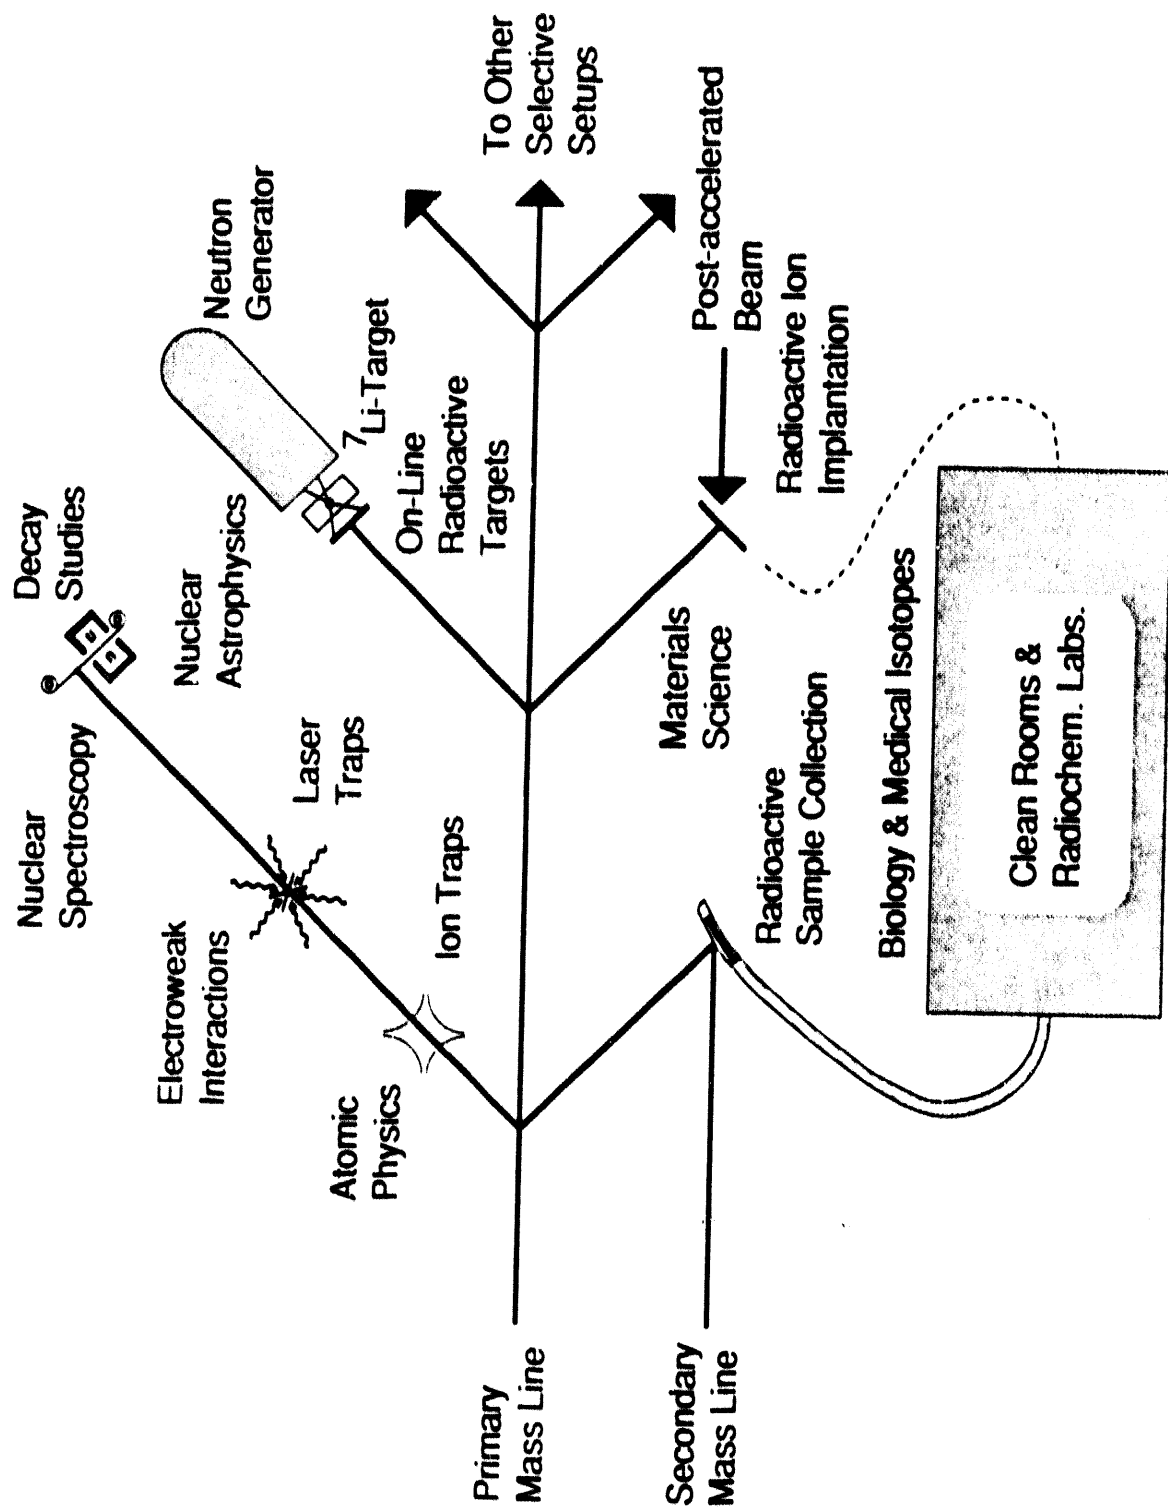 Decay
Studies
Nuclear
Spectroscopy
Neutron
Generator
Nuclear
Astrophysics
Electroweak
Interactions
Laser
Traps
7Li-Target
On-Line
Radioactive
Targets
Atomic
Physics
Ion Traps
To Other
Selective
Setups
Primary
Mass Line
Secondary
Mass Line
Materials
Science
Post-accelerated
Beam
Radioactive Ion
Implantation
Radioactive
Sample Collection
Biology & Medical Isotopes
Clean Rooms &
Radiochem. Labs.